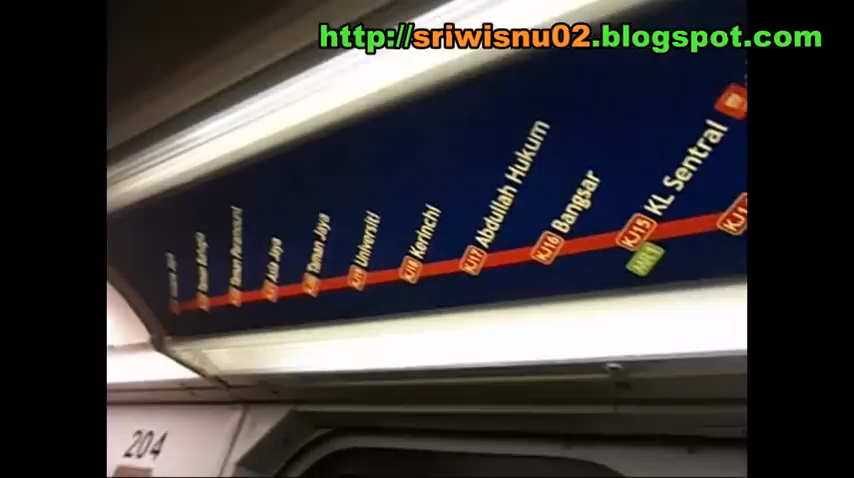 http://sriwisnu02.blogspot.com
Taman Paramount
Asia Jaya
Taman Jaya
KJ19 Universiti
KJ18 Kerinchi
KJ17 Abdullah Hukum
KJ16 Bangsar
KJ15 KL Sentral
204